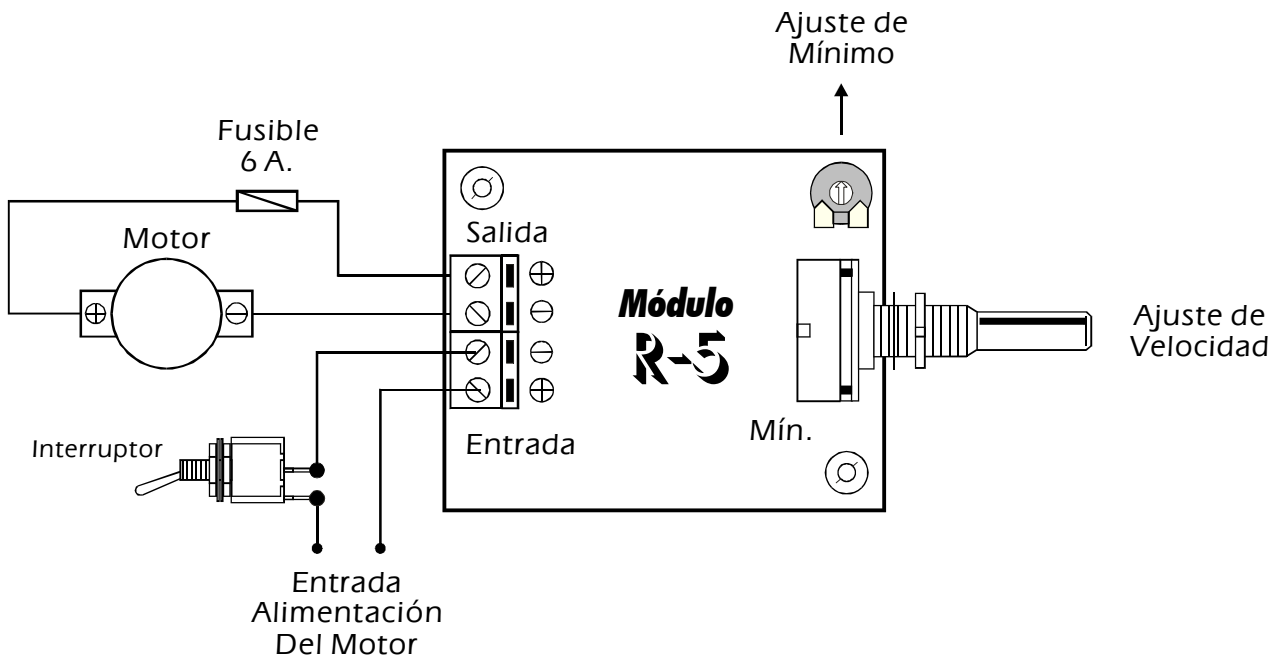 Ajuste de
Mínimo
Fusible
6 A.
Motor
Salida
Módulo
R-5
Ajuste de
Velocidad
Mín.
Entrada
Interruptor
Entrada
Alimentación
Del Motor